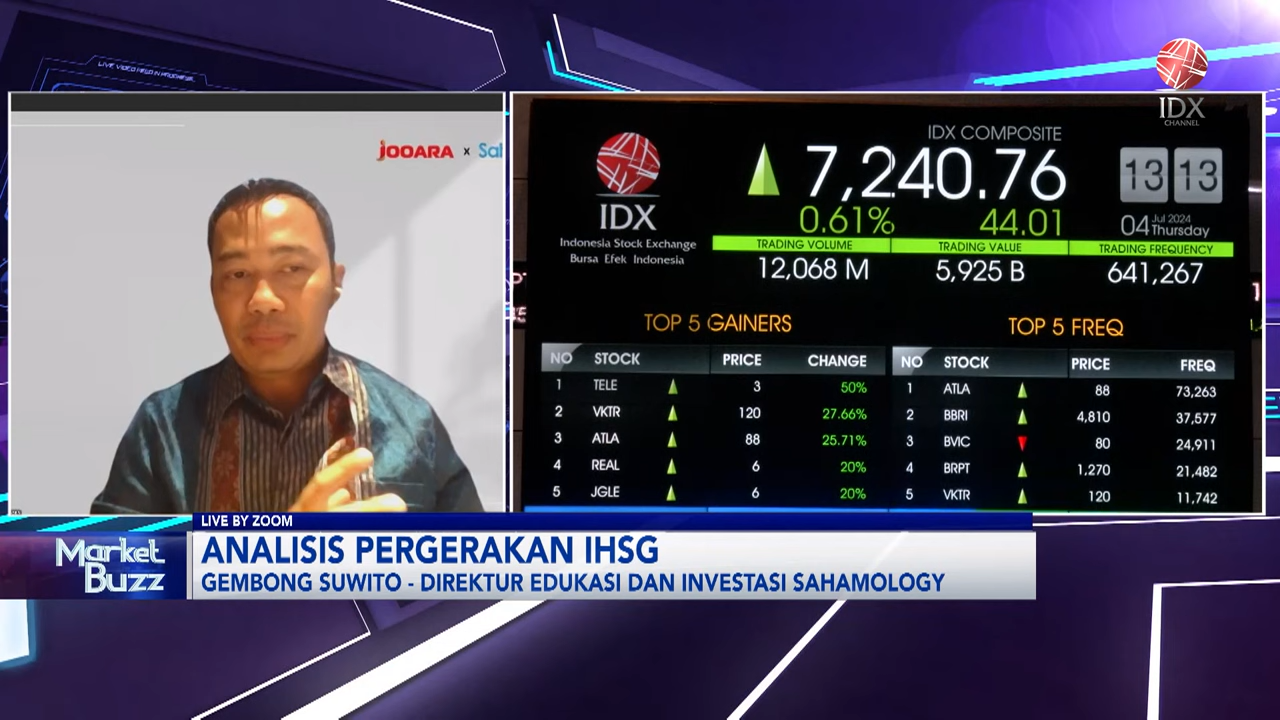 LIVE VIDEO FEED IN PROGRESS
IDX
CHANNEL
JOOARA x Sal
IDX
Indonesia Stock Exchange
Bursa Efek Indonesia
IDX COMPOSITE
7,240.76
0.61% 44.01
13 13
04 Jul 2024
Thursday
TRADING VOLUME TRADING VALUE TRADING FREQUENCY
12,068 M 5,925 B 641,267
TOP 5 GAINERS
NO STOCK PRICE CHANGE
1 TELE 3 50%
2 VKTR 120 27.66%
3 ATLA 88 25.71%
4 REAL 6 20%
5 JGLE 6 20%
TOP 5 FREQ
NO STOCK PRICE FREQ
1 ATLA 88 73,263
2 BBRI 4,810 37,577
3 BVIC 80 24,911
4 BRPT 1,270 21,482
5 VKTR 120 11,742
LIVE BY ZOOM
Market
Buzz
ANALISIS PERGERAKAN IHSG
GEMBONG SUWITO - DIREKTUR EDUKASI DAN INVESTASI SAHAMOLOGY